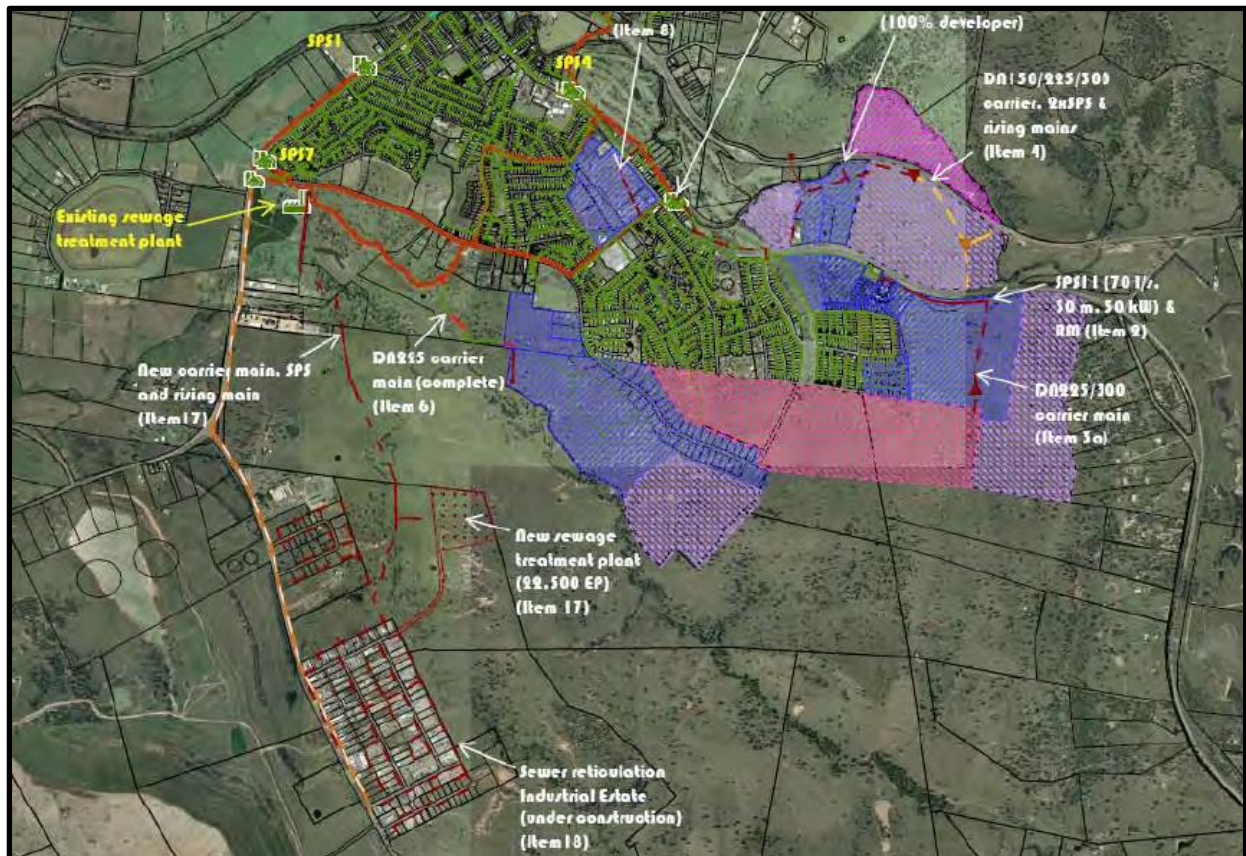 (Item 8)
(100% developer)
SPS1
SPS4
DN150/225/300
carrier, 2xSPS &
rising mains
(Item 4)
SPS7
Existing sewage
treatment plant
SPS11 (70 l/s,
30 m, 50 kW) &
RM (Item 2)
New carrier main, SPS
and rising main
(Item17)
DN225 carrier
main (complete)
(Item 6)
DN225/300
carrier main
(Item 3a)
New sewage
treatment plant
(22,500 EP)
(Item 17)
Sewer reticulation
Industrial Estate
(under construction)
(Item18)